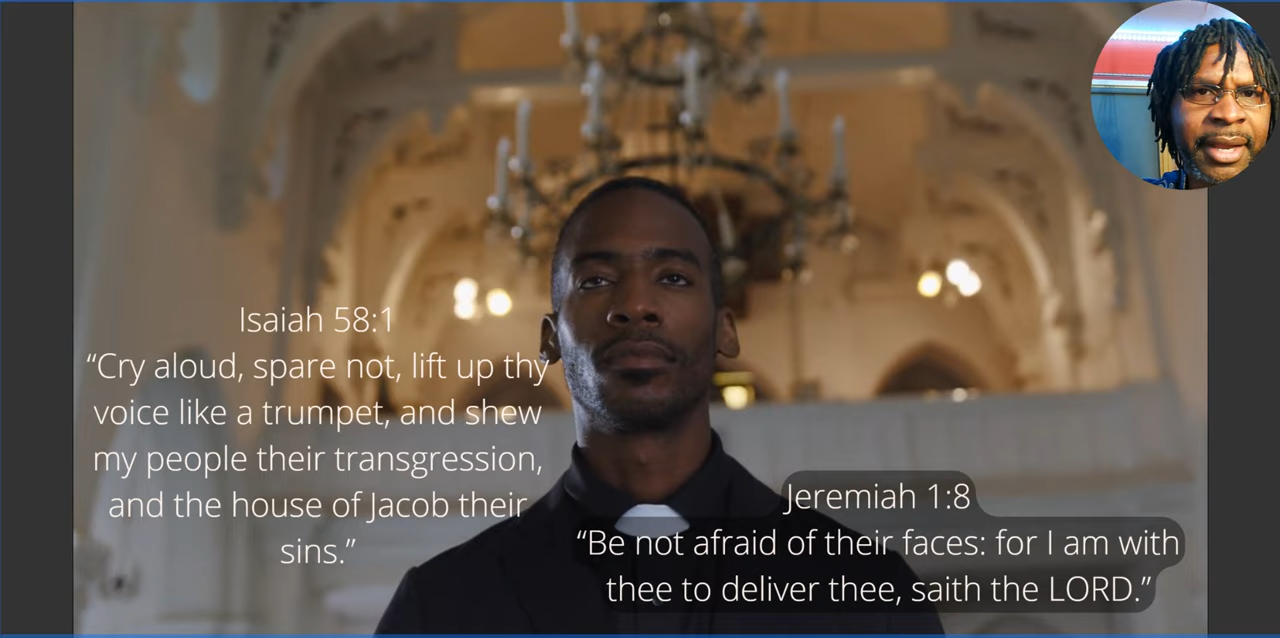 Isaiah 58:1
“Cry aloud, spare not, lift up thy
voice like a trumpet, and shew
my people their transgression,
and the house of Jacob their
sins.”
Jeremiah 1:8
“Be not afraid of their faces: for I am with
thee to deliver thee, saith the LORD.”